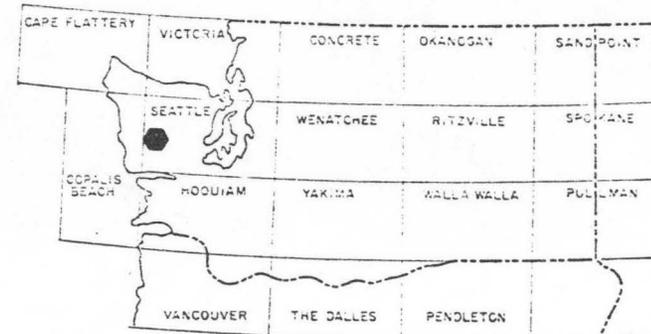 CAPE FLATTERY
VICTORIA
CONCRETE
OKANOGAN
SANDPOINT
SEATTLE
WENATCHEE
RITZVILLE
SPOKANE
COPALIS
BEACH
HOQUIAM
YAKIMA
WALLA WALLA
PULLMAN
VANCOUVER
THE DALLES
PENDLETON